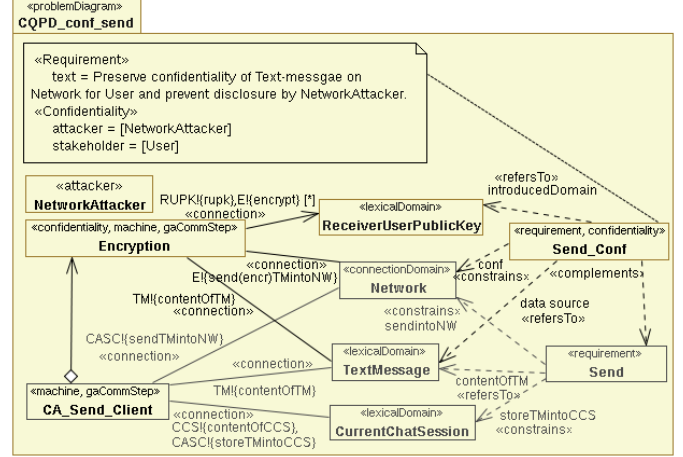 «problemDiagram»
CQPD_conf_send
«Requirement»
text = Preserve confidentiality of Text-messgae on
Network for User and prevent disclosure by NetworkAttacker.
«Confidentiality»
attacker = [NetworkAttacker]
stakeholder = [User]
«attacker»
NetworkAttacker
RUPK!{rupk},E!{encrypt} [*]
«connection»
«lexicalDomain»
ReceiverUserPublicKey
«refersTo»
introducedDomain
«confidentiality, machine, gaCommStep»
Encryption
«requirement, confidentiality»
Send_Conf
«connection»
E!{send(encr)TMintoNW}
«connectionDomain»
Network
conf
«constrains»
«complements»
TM!{contentOfTM}
«connection»
data source
«refersTo»
«constrains»
sendintoNW
CASC!{sendTMintoNW}
«connection»
«connection»
«lexicalDomain»
TextMessage
«requirement»
Send
TM!{contentOfTM}
contentOfTM
«refersTo»
«machine, gaCommStep»
CA_Send_Client
«connection»
CCS!{contentOfCCS},
CASC!{storeTMintoCCS}
«lexicalDomain»
CurrentChatSession
storeTMintoCCS
«constrains»